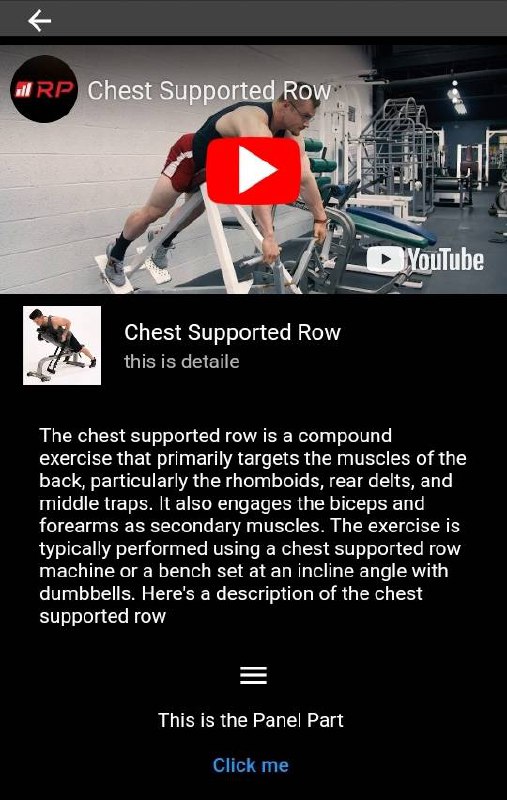 RP
Chest Supported Row
YouTube
Chest Supported Row
this is detaile
The chest supported row is a compound
exercise that primarily targets the muscles of the
back, particularly the rhomboids, rear delts, and
middle traps. It also engages the biceps and
forearms as secondary muscles. The exercise is
typically performed using a chest supported row
machine or a bench set at an incline angle with
dumbbells. Here's a description of the chest
supported row
This is the Panel Part
Click me